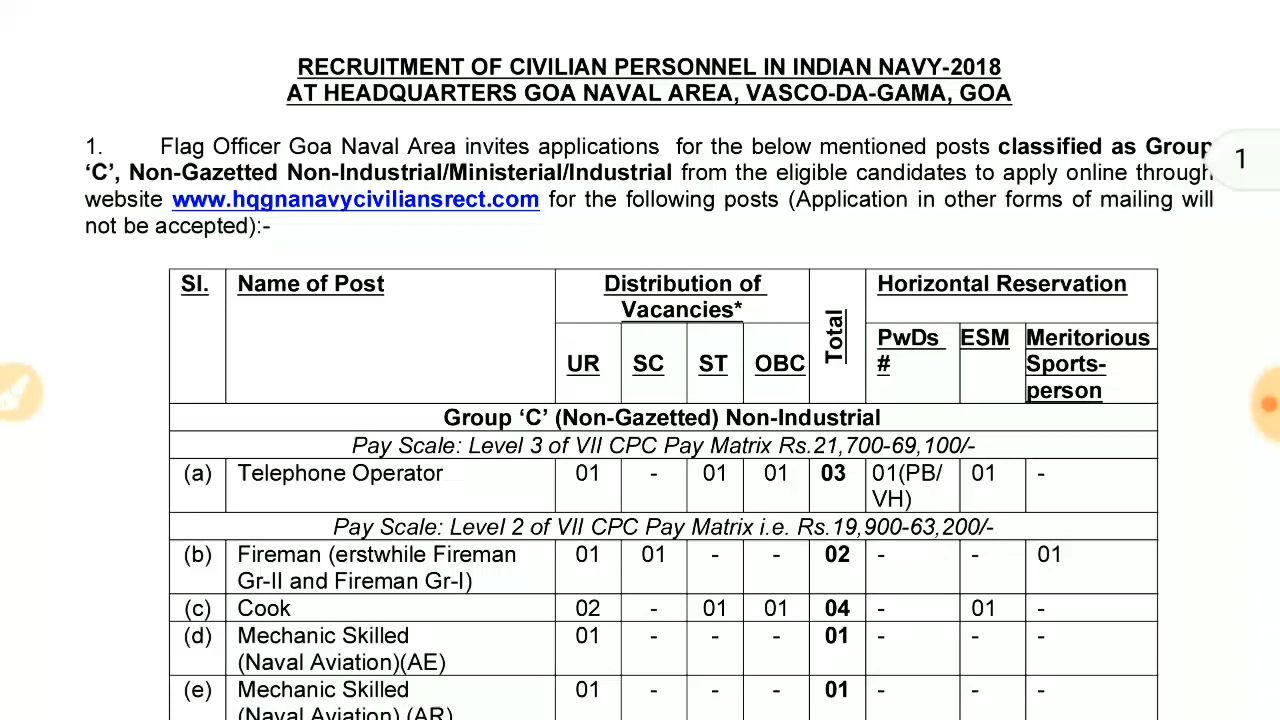 RECRUITMENT OF CIVILIAN PERSONNEL IN INDIAN NAVY-2018
AT HEADQUARTERS GOA NAVAL AREA, VASCO-DA-GAMA, GOA
1. Flag Officer Goa Naval Area invites applications for the below mentioned posts classified as Group
‘C’, Non-Gazetted Non-Industrial/Ministerial/Industrial from the eligible candidates to apply online through
website www.hqgnanavyciviliansrect.com for the following posts (Application in other forms of mailing will
not be accepted):-
1
Sl. Name of Post Distribution of Vacancies* Total Horizontal Reservation
UR SC ST OBC PwDs # ESM Meritorious Sports-person
Group ‘C’ (Non-Gazetted) Non-Industrial
Pay Scale: Level 3 of VII CPC Pay Matrix Rs.21,700-69,100/-
(a) Telephone Operator 01 - 01 01 03 01(PB/ 01 -
VH)
Pay Scale: Level 2 of VII CPC Pay Matrix i.e. Rs.19,900-63,200/-
(b) Fireman (erstwhile Fireman 01 01 - - 02 - - 01
Gr-II and Fireman Gr-I)
(c) Cook 02 - 01 01 04 - 01 -
(d) Mechanic Skilled 01 - - - 01 - - -
(Naval Aviation)(AE)
(e) Mechanic Skilled 01 - - - 01 - - -
(Naval Aviation) (AR)